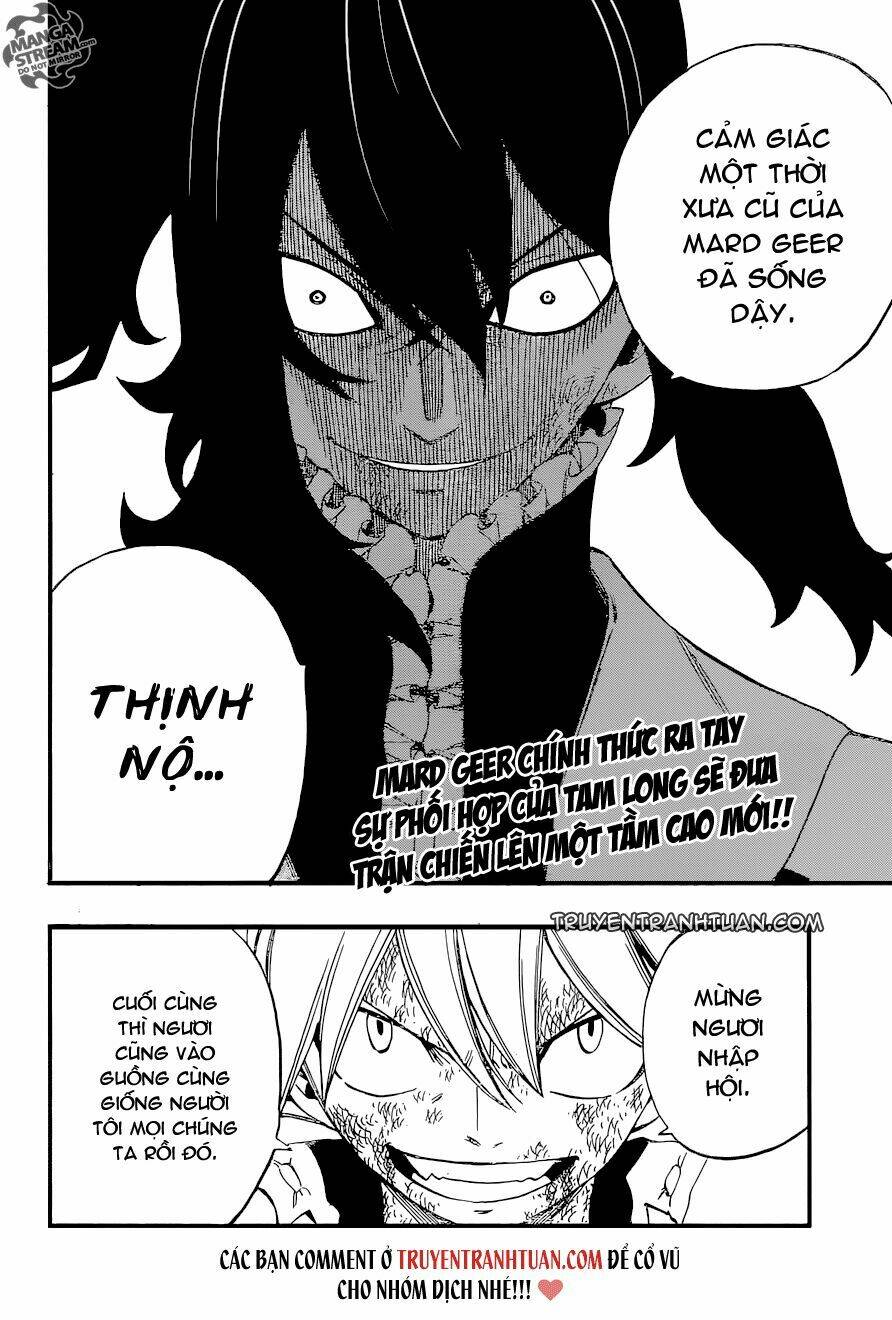 MANGA
STREAM.com
DO NOT MIRROR
CẢM GIÁC
MỘT THỜI
XƯA CŨ CỦA
MARD GEER
ĐÃ SỐNG
DẬY.
THỊNH
NỘ...
MARD GEER CHÍNH THỨC RA TAY
SỰ PHỐI HỢP CỦA TAM LONG SẼ ĐƯA
TRẬN CHIẾN LÊN MỘT TẦM CAO MỚI!!
TRUYENTRANHTUAN.COM
MỪNG
NGƯƠI
NHẬP
HỘI.
CUỐI CÙNG
THÌ NGƯƠI
CŨNG VÀO
GUỒNG CÙNG
GIỐNG NGƯỜI
TÔI MỌI CHÚNG
TA RỒI ĐÓ.
CÁC BẠN COMMENT Ở TRUYENTRANHTUAN.COM ĐỂ CỔ VŨ
CHO NHÓM DỊCH NHÉ!!! ❤